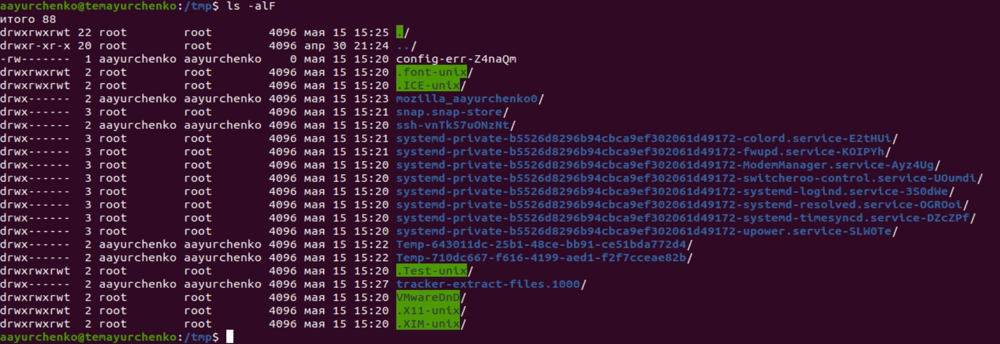 aayurchenko@temayurchenko:/tmp$ ls -alF
итого 88
drwxrwxrwt 22 root        root        4096 мая 15 15:25 ./
drwxr-xr-x 20 root        root        4096 апр 30 21:24 ../
-rw-------  1 aayurchenko aayurchenko    0 мая 15 15:20 config-err-Z4naQm
drwxrwxrwt  2 root        root        4096 мая 15 15:20 .font-unix/
drwxrwxrwt  2 root        root        4096 мая 15 15:20 .ICE-unix/
drwx------  2 aayurchenko aayurchenko 4096 мая 15 15:23 mozilla_aayurchenko0/
drwx------  3 root        root        4096 мая 15 15:21 snap.snap-store/
drwx------  2 aayurchenko aayurchenko 4096 мая 15 15:20 ssh-vnTk57uONzNt/
drwx------  3 root        root        4096 мая 15 15:21 systemd-private-b5526d8296b94cbca9ef302061d49172-colord.service-E2tHUi/
drwx------  3 root        root        4096 мая 15 15:21 systemd-private-b5526d8296b94cbca9ef302061d49172-fwupd.service-KOIPYh/
drwx------  3 root        root        4096 мая 15 15:20 systemd-private-b5526d8296b94cbca9ef302061d49172-ModemManager.service-Ayz4Ug/
drwx------  3 root        root        4096 мая 15 15:20 systemd-private-b5526d8296b94cbca9ef302061d49172-switcheroo-control.service-UOumdi/
drwx------  3 root        root        4096 мая 15 15:20 systemd-private-b5526d8296b94cbca9ef302061d49172-systemd-logind.service-3S0dWe/
drwx------  3 root        root        4096 мая 15 15:20 systemd-private-b5526d8296b94cbca9ef302061d49172-systemd-resolved.service-OGROoi/
drwx------  3 root        root        4096 мая 15 15:20 systemd-private-b5526d8296b94cbca9ef302061d49172-systemd-timesyncd.service-DZcZPf/
drwx------  3 root        root        4096 мая 15 15:20 systemd-private-b5526d8296b94cbca9ef302061d49172-upower.service-SLW0Te/
drwx------  2 aayurchenko aayurchenko 4096 мая 15 15:22 Temp-643011dc-25b1-48ce-bb91-ce51bda772d4/
drwx------  2 aayurchenko aayurchenko 4096 мая 15 15:22 Temp-710dc667-f616-4199-aed1-f2f7cceae82b/
drwxrwxrwt  2 root        root        4096 мая 15 15:20 .Test-unix/
drwx------  2 aayurchenko aayurchenko 4096 мая 15 15:27 tracker-extract-files.1000/
drwxrwxrwt  2 root        root        4096 мая 15 15:20 VMwareDnD/
drwxrwxrwt  2 root        root        4096 мая 15 15:20 .X11-unix/
drwxrwxrwt  2 root        root        4096 мая 15 15:20 .XIM-unix/
aayurchenko@temayurchenko:/tmp$